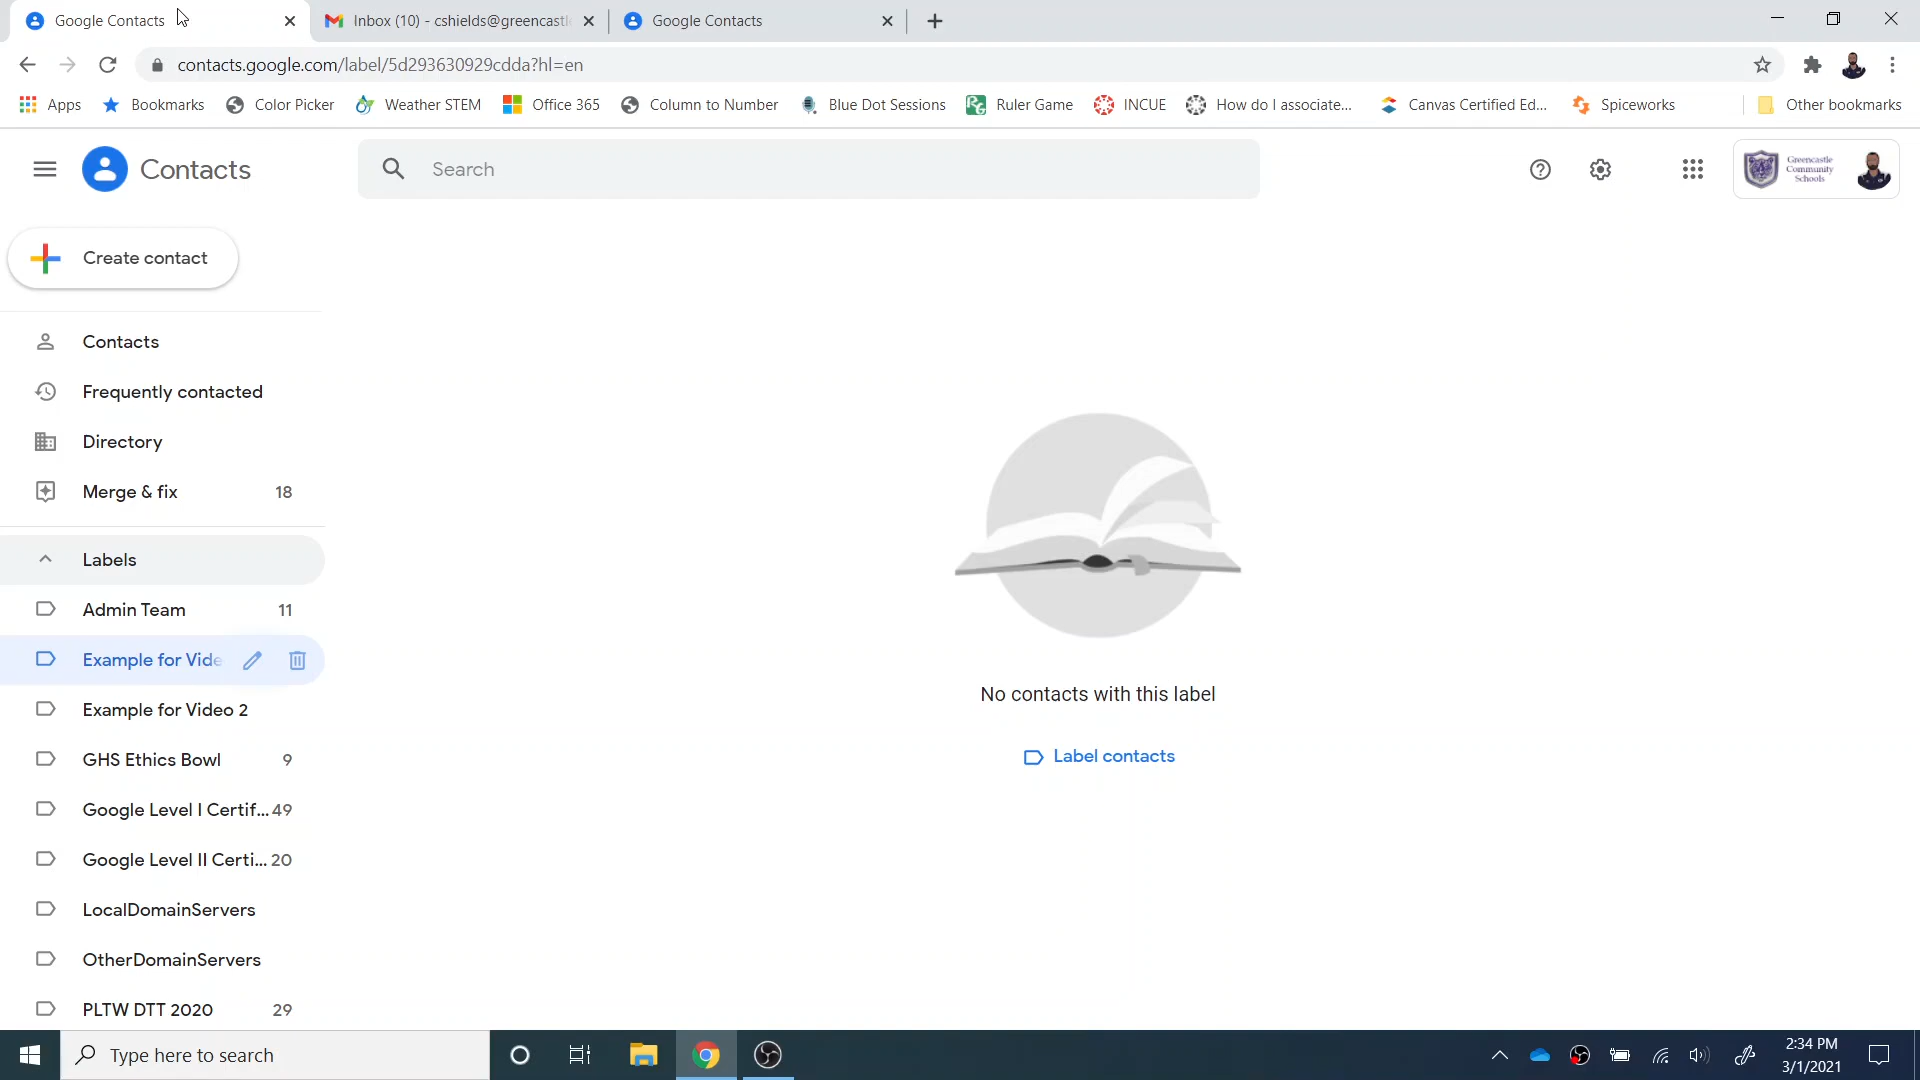 Google Contacts
Inbox (10) - cshields@greencastl
Google Contacts
contacts.google.com/label/5d293630929cdda?hl=en
Apps
Bookmarks
Color Picker
Weather STEM
Office 365
Column to Number
Blue Dot Sessions
Ruler Game
INCUE
How do I associate...
Canvas Certified Ed...
Spiceworks
Other bookmarks
Contacts
Search
Greencastle
Community
Schools
Create contact
Contacts
Frequently contacted
Directory
Merge & fix 18
Labels
Admin Team 11
Example for Vide
Example for Video 2
GHS Ethics Bowl 9
Google Level I Certif... 49
Google Level II Certi... 20
LocalDomainServers
OtherDomainServers
PLTW DTT 2020 29
No contacts with this label
Label contacts
Type here to search
2:34 PM
3/1/2021